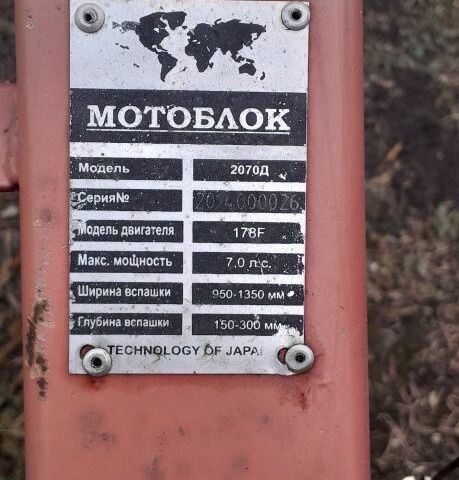 МОТОБЛОК
Модель 2070Д
Серия№
Модель двигателя 178F
Макс. мощность 7,0 л.с.
Ширина вспашки 950-1350 мм
Глубина вспашки 150-300 мм
TECHNOLOGY OF JAPA